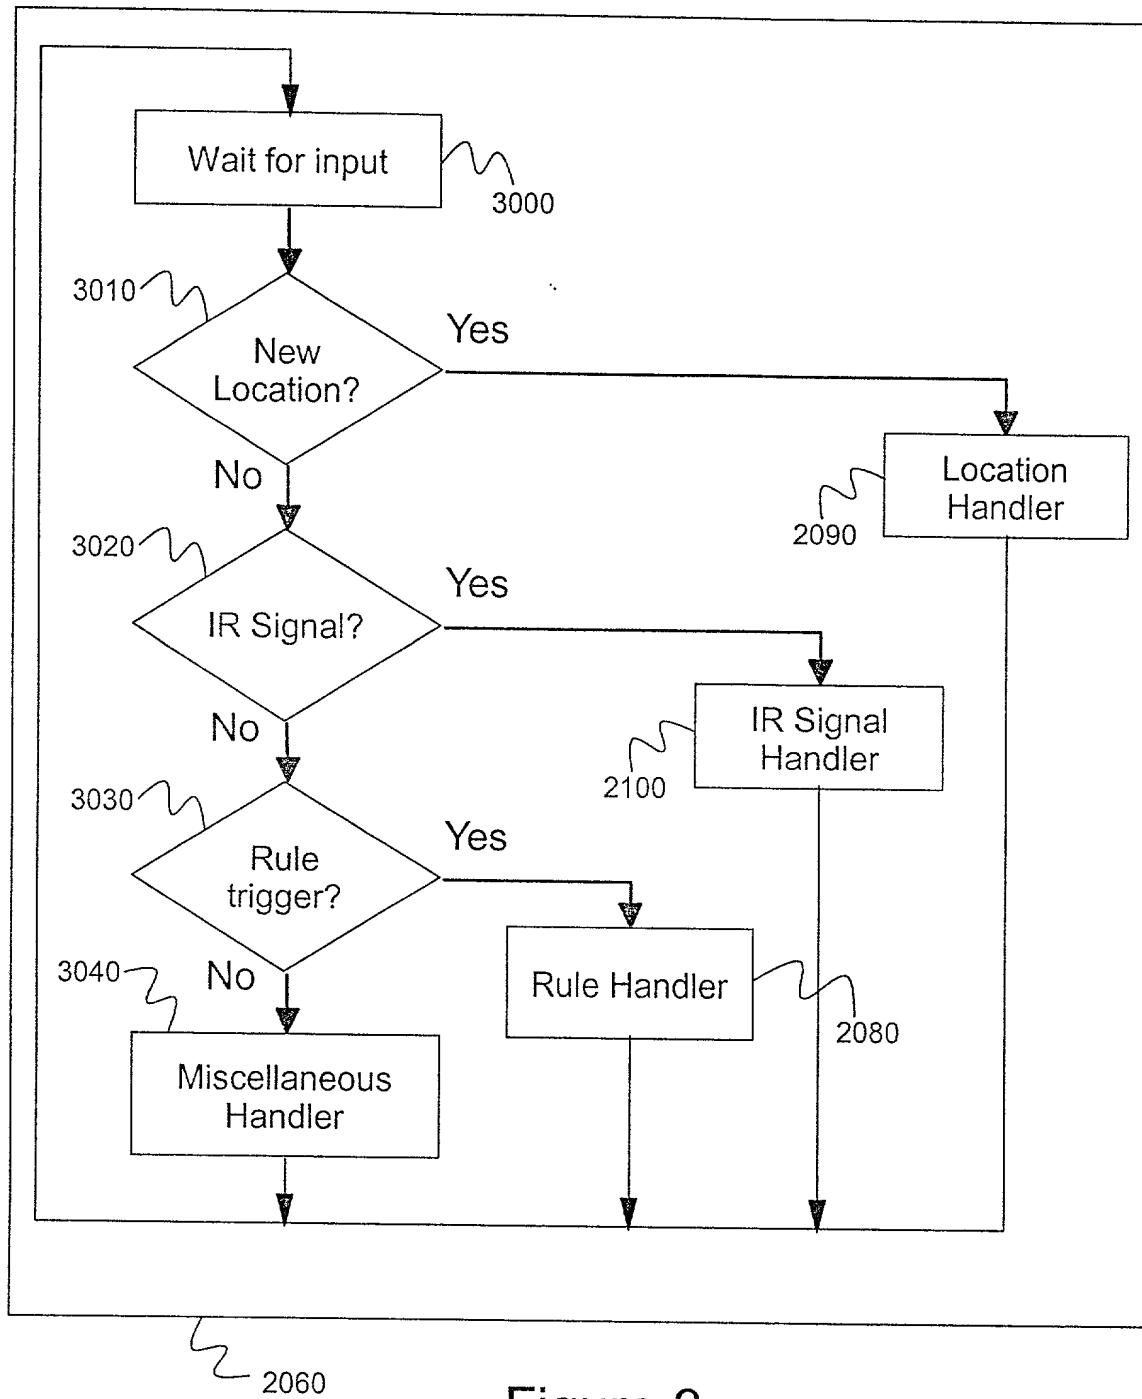 Wait for input
3000
3010
New
Location?
Yes
No
Location
Handler
2090
3020
IR Signal?
Yes
No
IR Signal
Handler
2100
3030
Rule
trigger?
Yes
No
Rule Handler
2080
3040
Miscellaneous
Handler
2060
Figure